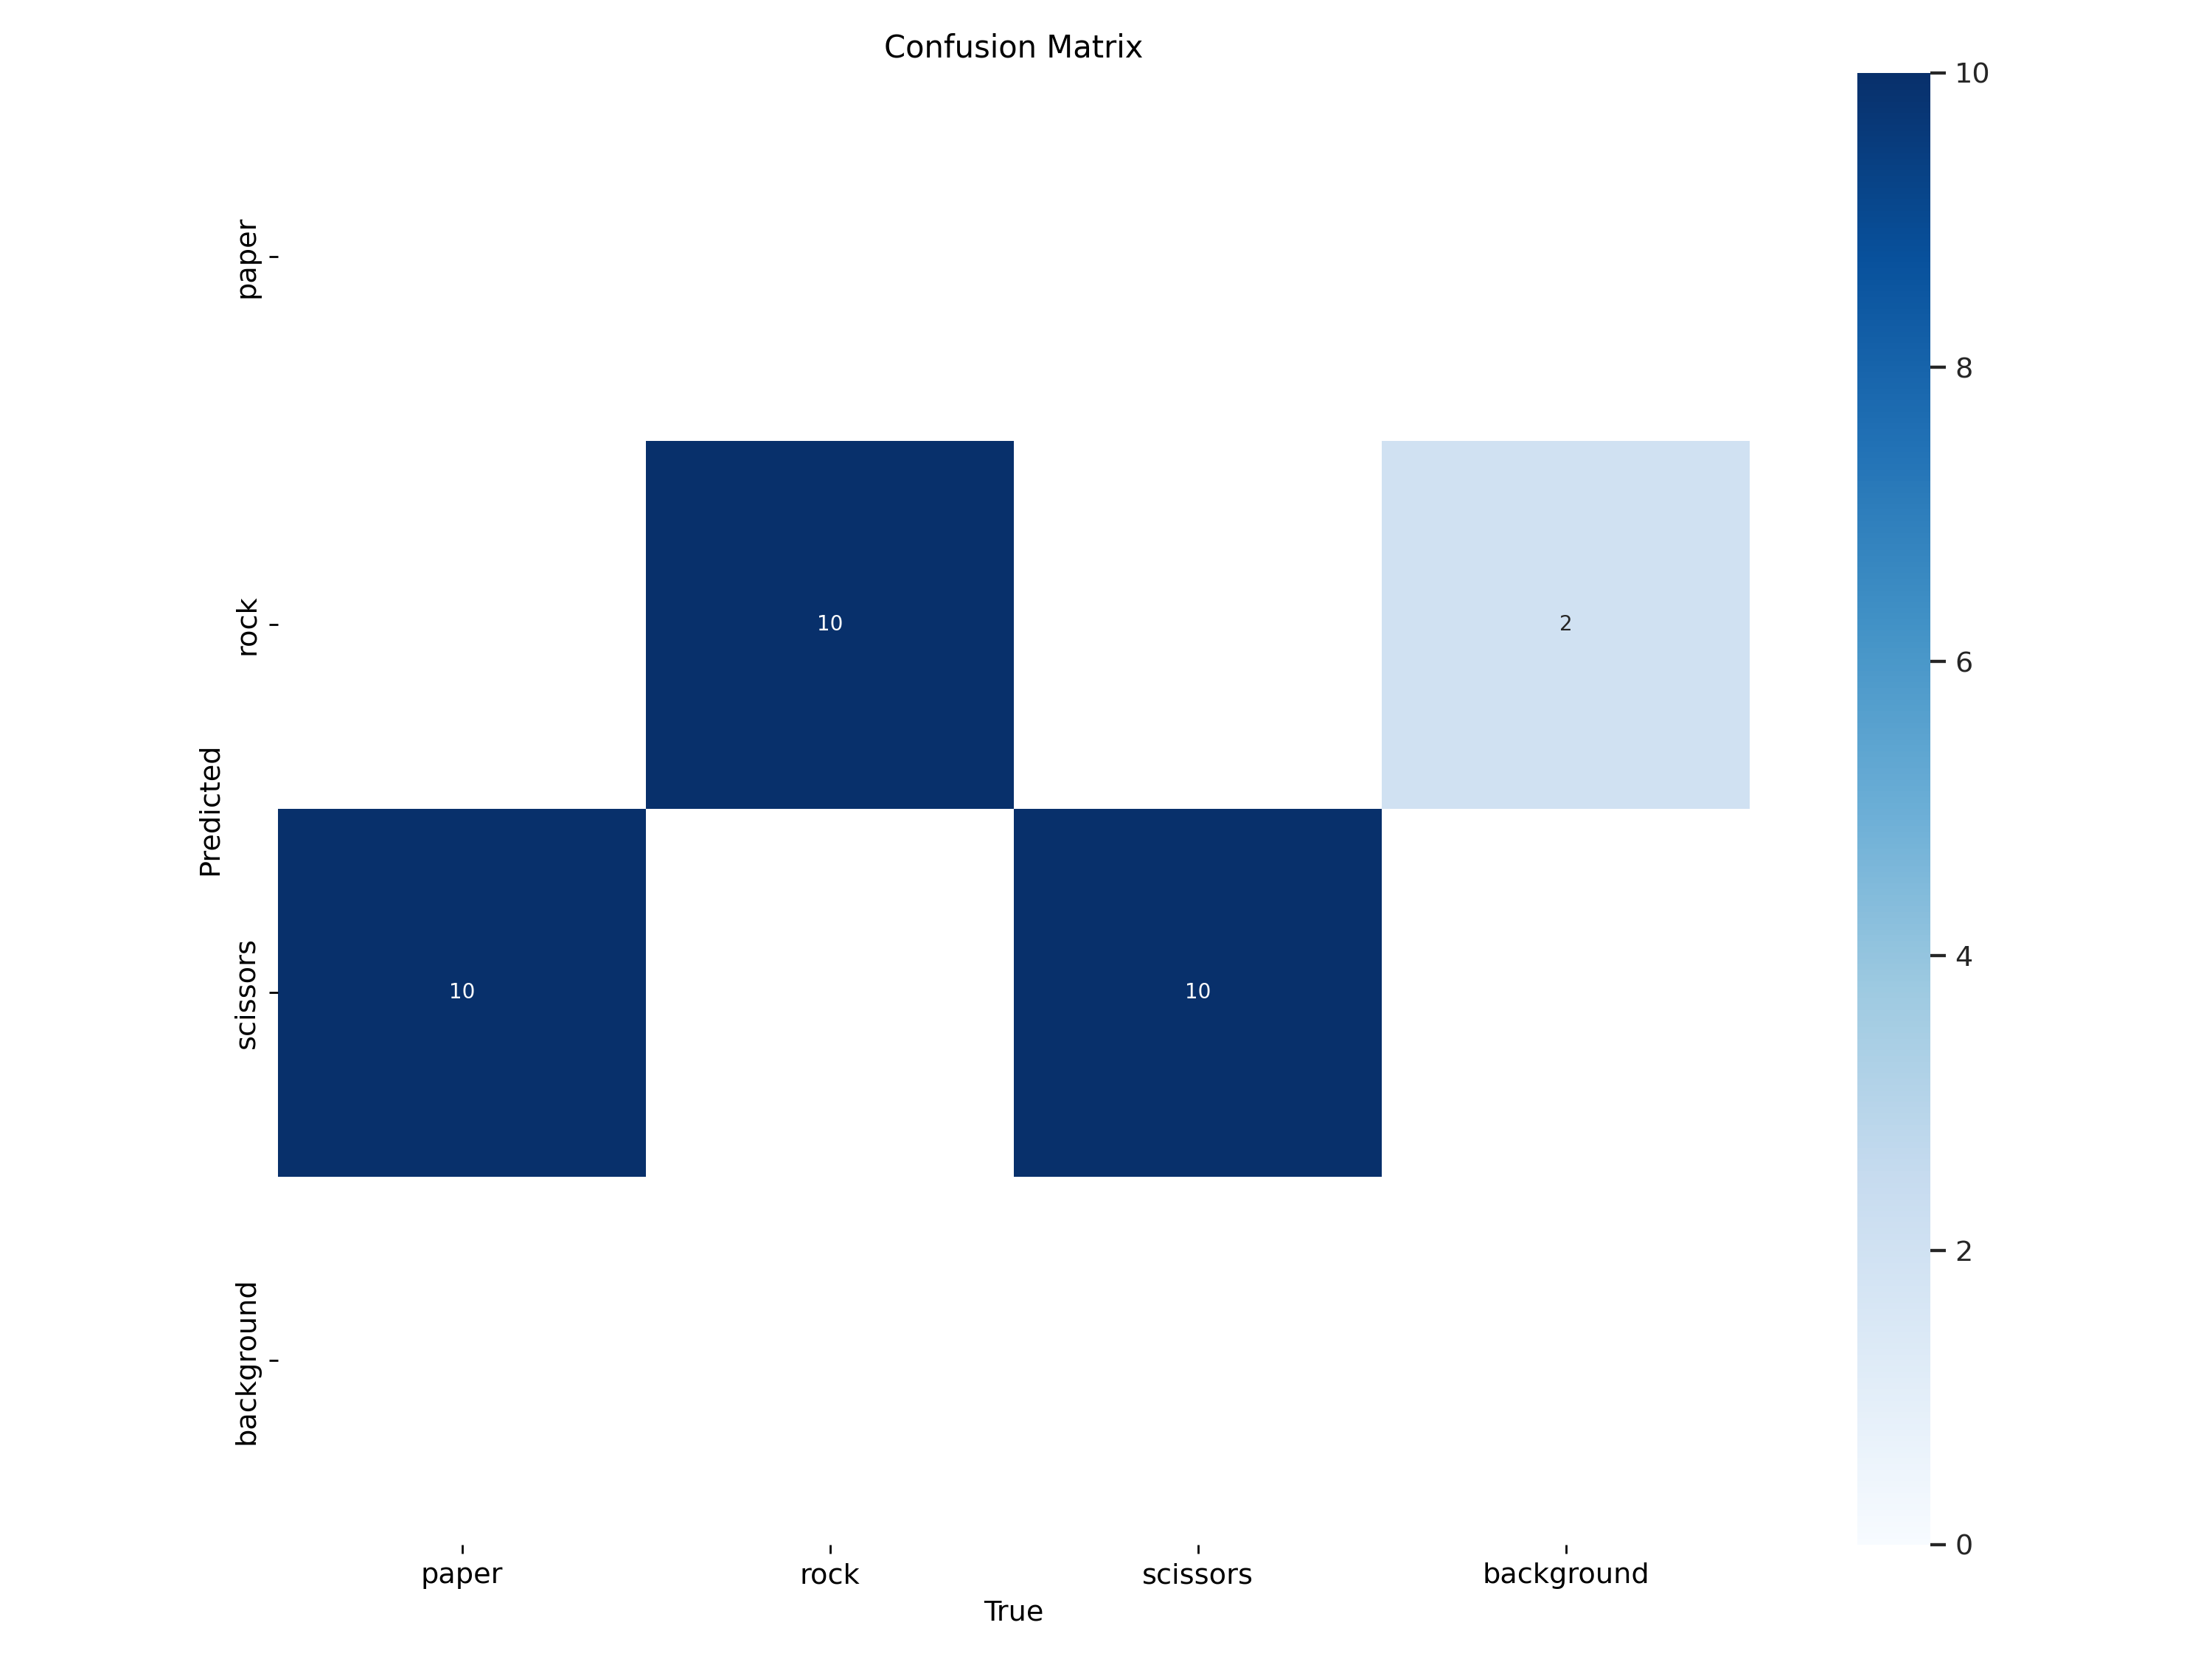 Confusion Matrix
10
8
6
4
2
0
Predicted
paper
rock
scissors
background
10
2
10
10
paper
rock
scissors
background
True